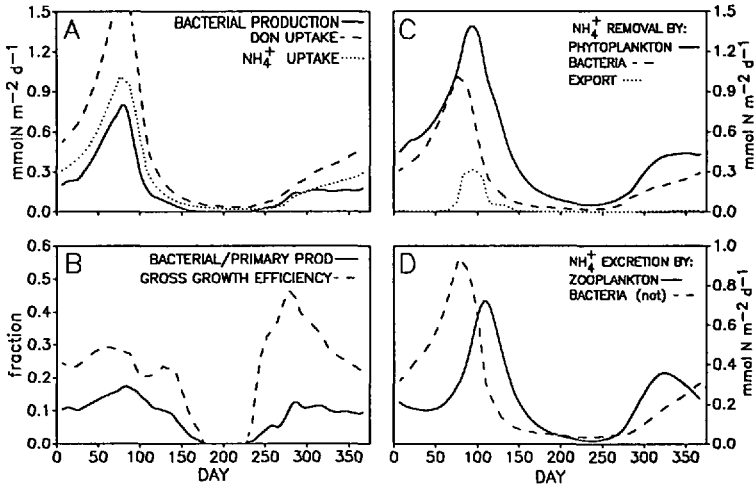 A
BACTERIAL PRODUCTION
DON UPTAKE
NH4+ UPTAKE
mmolN m-2 d-1
1.5
1.2
0.9
0.6
0.3
0.0
C
NH4+ REMOVAL BY:
PHYTOPLANKTON
BACTERIA
EXPORT
1.5
1.2
0.9
0.6
0.3
0.0
mmol N m-2 d-1
B
BACTERIAL/PRIMARY PROD
GROSS GROWTH EFFICIENCY
fraction
0.6
0.5
0.4
0.3
0.2
0.1
0.0
0 50 100 150 200 250 300 350
DAY
D
NH4+ EXCRETION BY:
ZOOPLANKTON
BACTERIA (not)
1.0
0.8
0.6
0.4
0.2
0.0
mmol N m-2 d-1
0 50 100 150 200 250 300 350
DAY